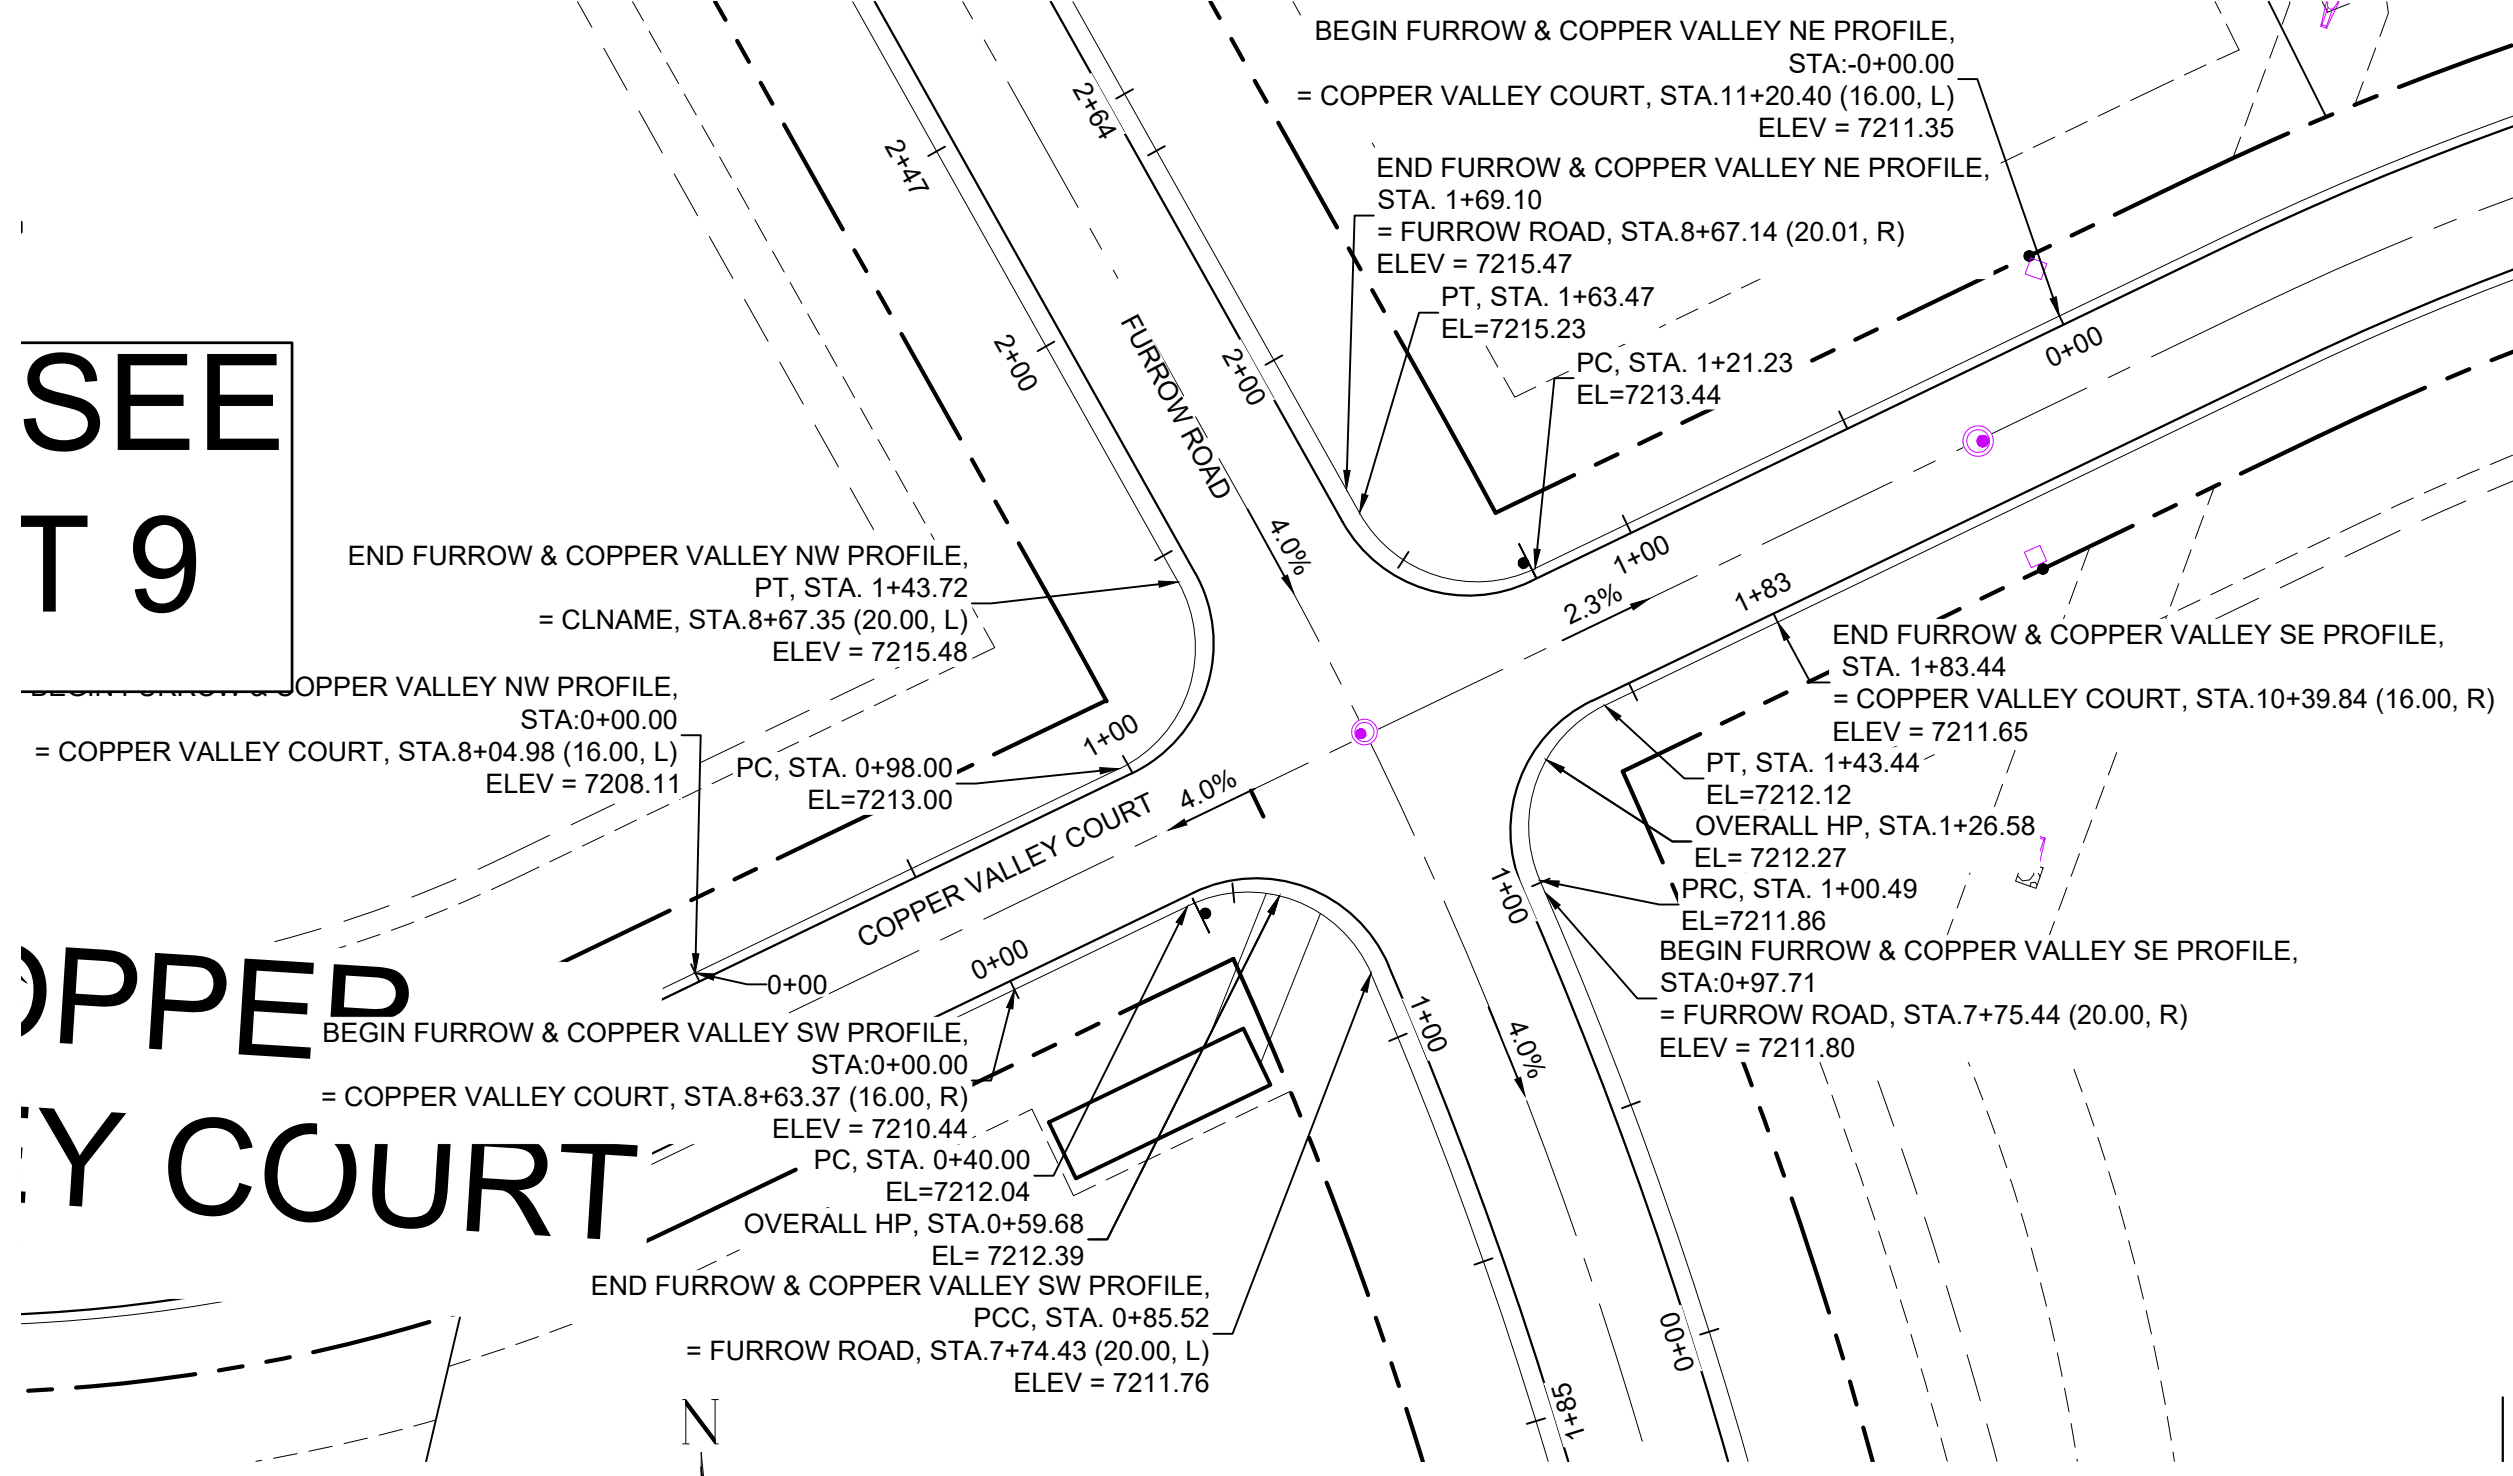 BEGIN FURROW & COPPER VALLEY NE PROFILE,
STA:-0+00.00
= COPPER VALLEY COURT, STA.11+20.40 (16.00, L)
ELEV = 7211.35
END FURROW & COPPER VALLEY NE PROFILE,
STA. 1+69.10
= FURROW ROAD, STA.8+67.14 (20.01, R)
ELEV = 7215.47
PT, STA. 1+63.47
EL=7215.23
PC, STA. 1+21.23
EL=7213.44
2+64
2+47
2+00
2+00
0+00
FURROW ROAD
4.0%
1+00
2.3%
1+83
SEE
T 9
END FURROW & COPPER VALLEY NW PROFILE,
PT, STA. 1+43.72
= CLNAME, STA.8+67.35 (20.00, L)
ELEV = 7215.48
BEGIN FURROW & COPPER VALLEY NW PROFILE,
STA:0+00.00
= COPPER VALLEY COURT, STA.8+04.98 (16.00, L)
ELEV = 7208.11
1+00
PC, STA. 0+98.00
EL=7213.00
4.0%
COPPER VALLEY COURT
END FURROW & COPPER VALLEY SE PROFILE,
STA. 1+83.44
= COPPER VALLEY COURT, STA.10+39.84 (16.00, R)
ELEV = 7211.65
PT, STA. 1+43.44
EL=7212.12
OVERALL HP, STA.1+26.58
EL= 7212.27
PRC, STA. 1+00.49
EL=7211.86
BEGIN FURROW & COPPER VALLEY SE PROFILE,
STA:0+97.71
= FURROW ROAD, STA.7+75.44 (20.00, R)
ELEV = 7211.80
1+00
0+00
0+00
1+00
4.0%
OPPER
EY COURT
BEGIN FURROW & COPPER VALLEY SW PROFILE,
STA:0+00.00
= COPPER VALLEY COURT, STA.8+63.37 (16.00, R)
ELEV = 7210.44
PC, STA. 0+40.00
EL=7212.04
OVERALL HP, STA.0+59.68
EL= 7212.39
END FURROW & COPPER VALLEY SW PROFILE,
PCC, STA. 0+85.52
= FURROW ROAD, STA.7+74.43 (20.00, L)
ELEV = 7211.76
0+00
1+85
N